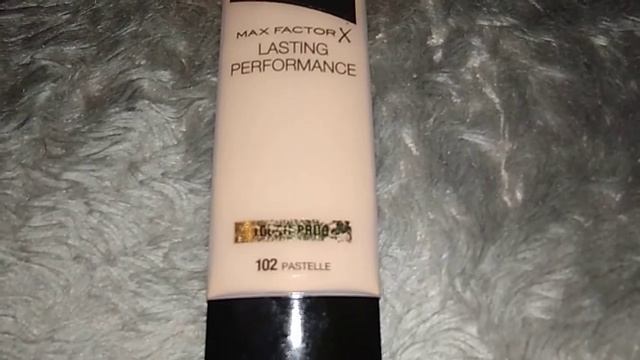 MAX FACTOR X
LASTING
PERFORMANCE
102 PASTELLE